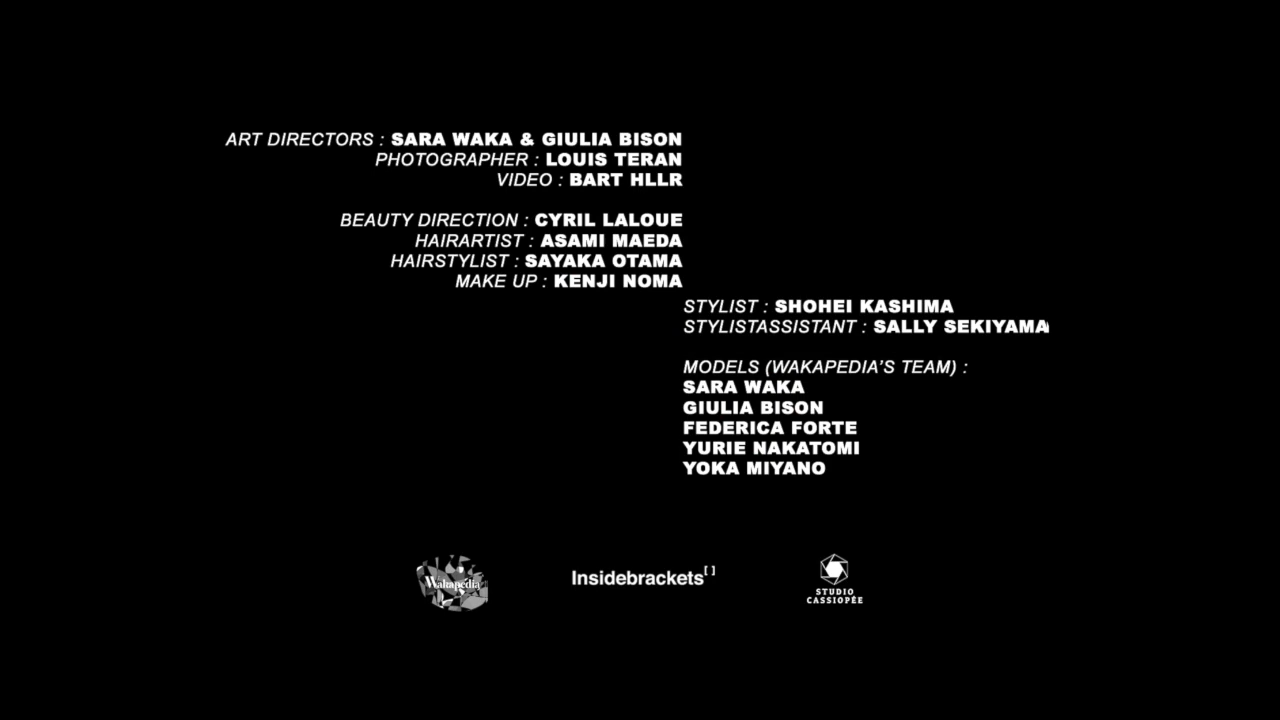 ART DIRECTORS : SARA WAKA & GIULIA BISON
PHOTOGRAPHER : LOUIS TERAN
VIDEO : BART HLLR
BEAUTY DIRECTION : CYRIL LALOUE
HAIRARTIST : ASAMI MAEDA
HAIRSTYLIST : SAYAKA OTAMA
MAKE UP : KENJI NOMA
STYLIST : SHOHEI KASHIMA
STYLISTASSISTANT : SALLY SEKIYAMA
MODELS (WAKAPEDIA'S TEAM) :
SARA WAKA
GIULIA BISON
FEDERICA FORTE
YURIE NAKATOMI
YOKA MIYANO
Wakapedia
Insidebrackets[ ]
STUDIO
CASSIOPÉE